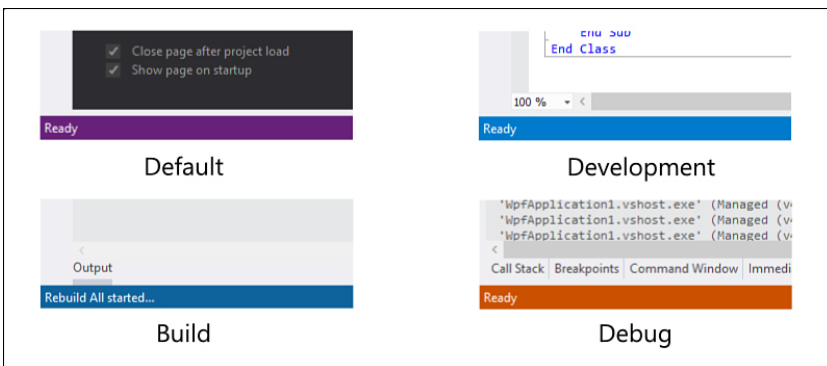 Close page after project load
Show page on startup
Ready
Default
End Sub
End Class
100 %
Ready
Development
Output
Rebuild All started...
Build
'WpfApplication1.vshost.exe' (Managed (v
'WpfApplication1.vshost.exe' (Managed (v
'WpfApplication1.vshost.exe' (Managed (v
Call Stack Breakpoints Command Window Immedi
Ready
Debug